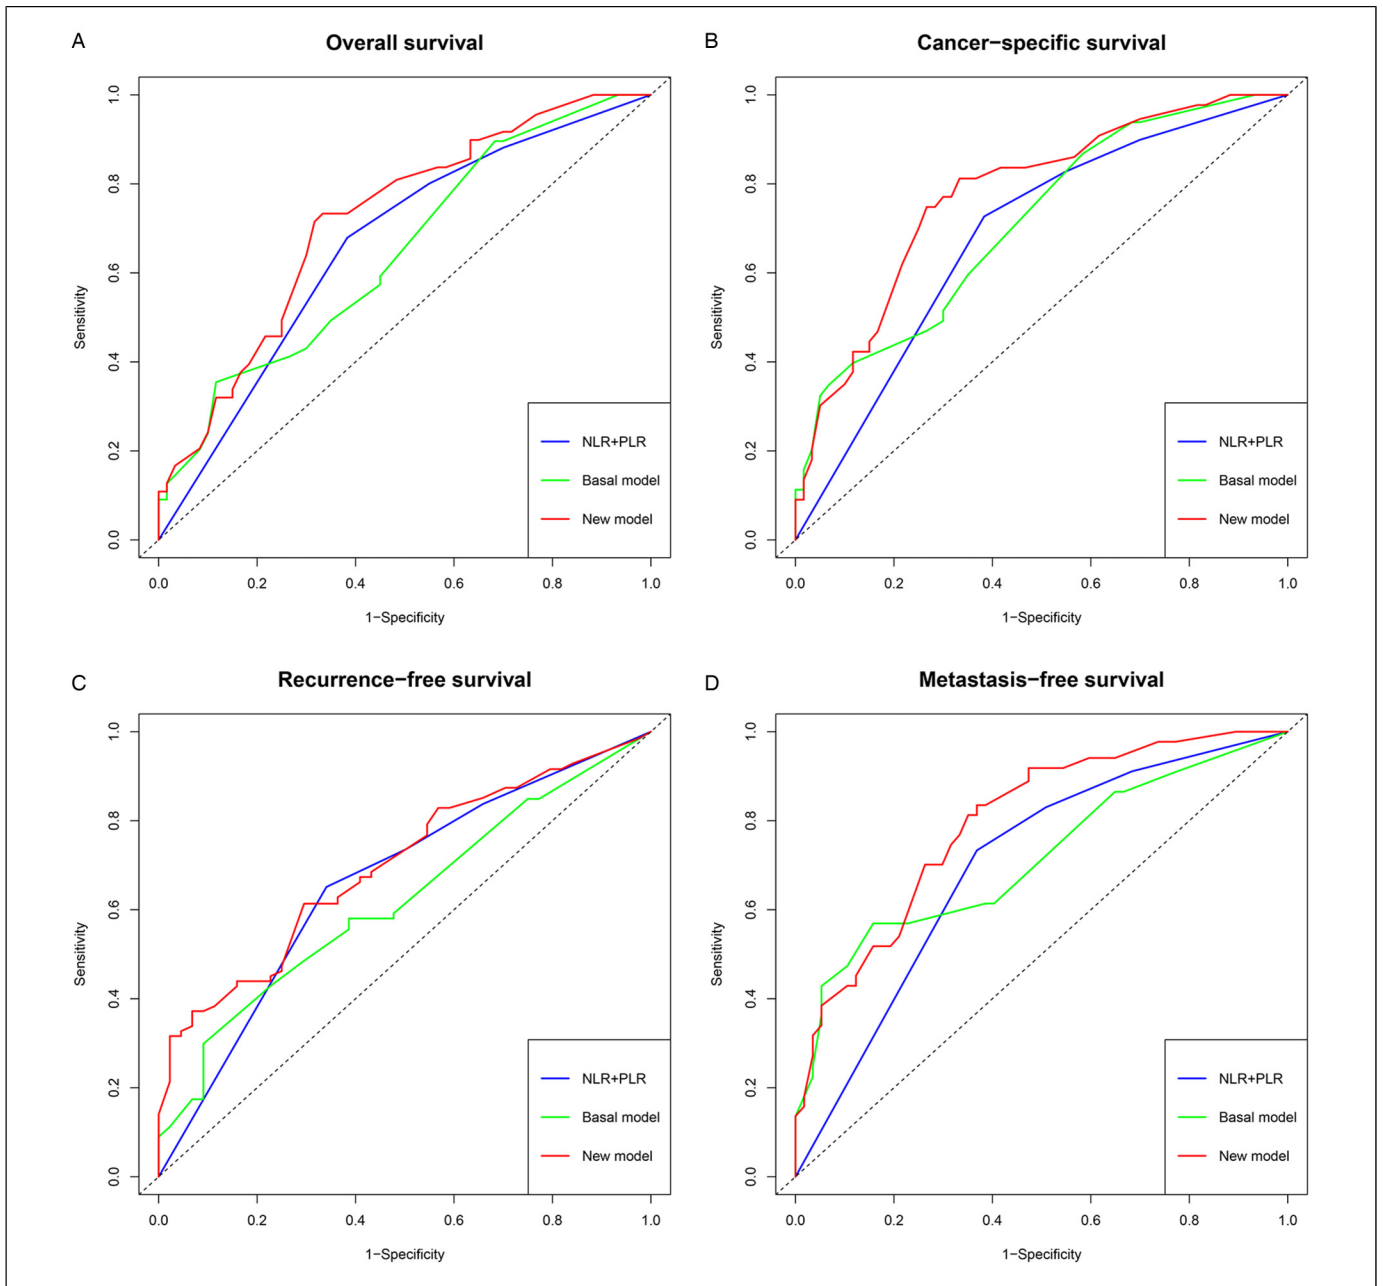 A
Overall survival
1.0
0.8
0.6
0.4
0.2
0.0
Sensitivity
NLR+PLR
Basal model
New model
0.0 0.2 0.4 0.6 0.8 1.0
1−Specificity
B
Cancer−specific survival
1.0
0.8
0.6
0.4
0.2
0.0
Sensitivity
NLR+PLR
Basal model
New model
0.0 0.2 0.4 0.6 0.8 1.0
1−Specificity
C
Recurrence−free survival
1.0
0.8
0.6
0.4
0.2
0.0
Sensitivity
NLR+PLR
Basal model
New model
0.0 0.2 0.4 0.6 0.8 1.0
1−Specificity
D
Metastasis−free survival
1.0
0.8
0.6
0.4
0.2
0.0
Sensitivity
NLR+PLR
Basal model
New model
0.0 0.2 0.4 0.6 0.8 1.0
1−Specificity